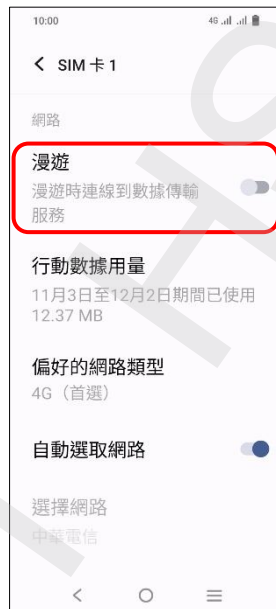 10:00
4G
SIM 卡 1
網路
漫遊
漫遊時連線到數據傳輸
服務
行動數據用量
11月3日至12月2日期間已使用
12.37 MB
偏好的網路類型
4G（首選）
自動選取網路
選擇網路
中華電信